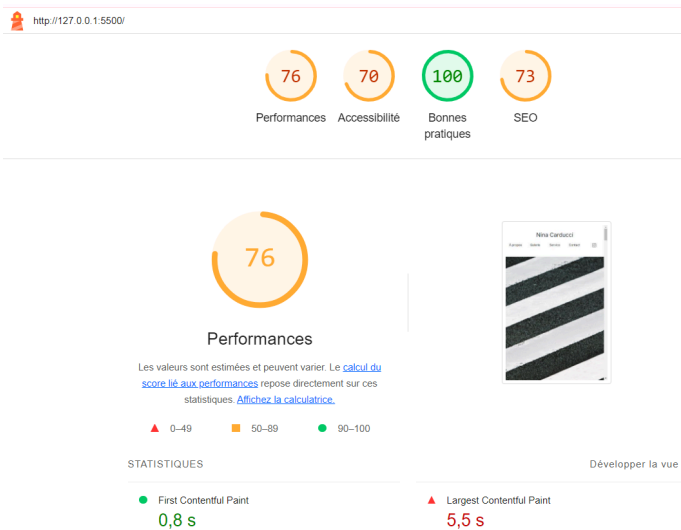 http://127.0.0.1:5500/
76
70
100
73
Performances
Accessibilité
Bonnes
pratiques
SEO
76
Performances
Les valeurs sont estimées et peuvent varier. Le calcul du
score lié aux performances repose directement sur ces
statistiques. Affichez la calculatrice.
0–49
50–89
90–100
Nina Carducci
Contact
STATISTIQUES
Développer la vue
First Contentful Paint
0,8 s
Largest Contentful Paint
5,5 s